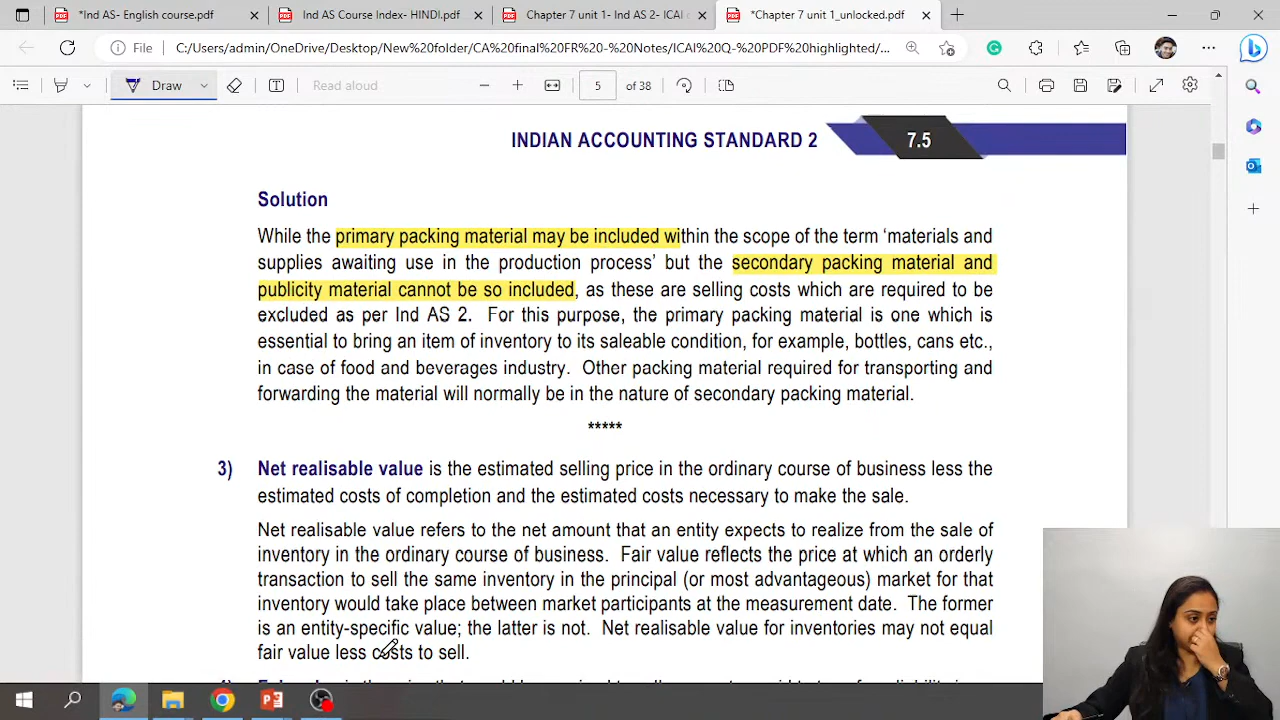 *Ind AS- English course.pdf
Ind AS Course Index- HINDI.pdf
Chapter 7 unit 1- Ind AS 2- ICAI
*Chapter 7 unit 1_unlocked.pdf
File
C:/Users/admin/OneDrive/Desktop/New%20folder/CA%20final%20FR%20-%20Notes/ICAI%20Q-%20PDF%20highlighted/...
Draw
Read aloud
5
of 38
INDIAN ACCOUNTING STANDARD 2
7.5
Solution
While the primary packing material may be included within the scope of the term ‘materials and
supplies awaiting use in the production process’ but the secondary packing material and
publicity material cannot be so included, as these are selling costs which are required to be
excluded as per Ind AS 2. For this purpose, the primary packing material is one which is
essential to bring an item of inventory to its saleable condition, for example, bottles, cans etc.,
in case of food and beverages industry. Other packing material required for transporting and
forwarding the material will normally be in the nature of secondary packing material.
*****
3) Net realisable value is the estimated selling price in the ordinary course of business less the
estimated costs of completion and the estimated costs necessary to make the sale.
Net realisable value refers to the net amount that an entity expects to realize from the sale of
inventory in the ordinary course of business. Fair value reflects the price at which an orderly
transaction to sell the same inventory in the principal (or most advantageous) market for that
inventory would take place between market participants at the measurement date. The former
is an entity-specific value; the latter is not. Net realisable value for inventories may not equal
fair value less costs to sell.